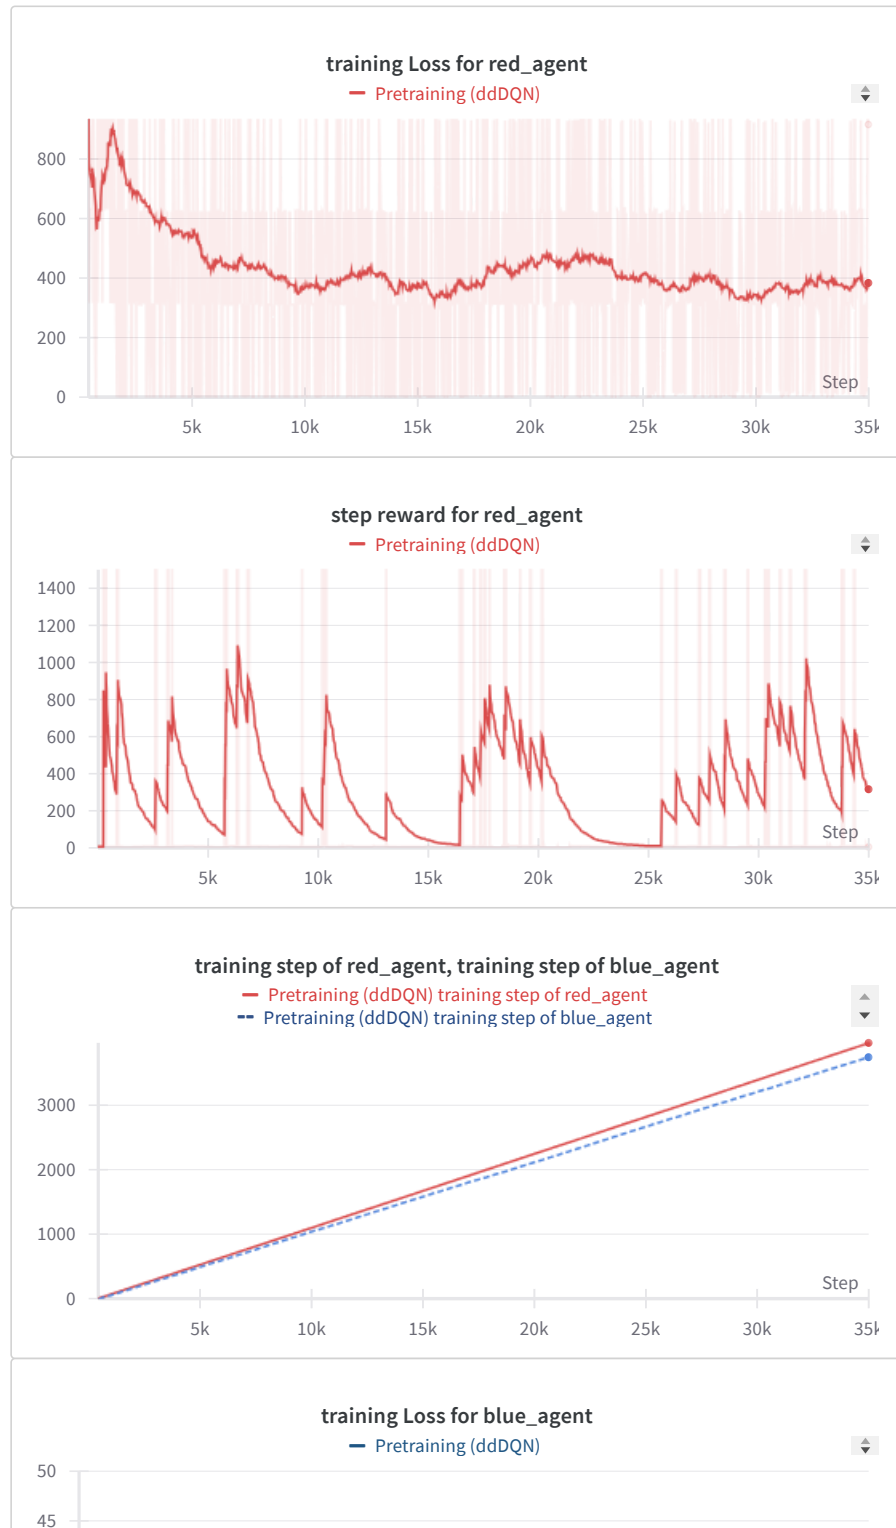 training Loss for red_agent
Pretraining (ddDQN)
800
600
400
200
0
Step
5k
10k
15k
20k
25k
30k
35k
step reward for red_agent
Pretraining (ddDQN)
1400
1200
1000
800
600
400
200
0
Step
5k
10k
15k
20k
25k
30k
35k
training step of red_agent, training step of blue_agent
Pretraining (ddDQN) training step of red_agent
Pretraining (ddDQN) training step of blue_agent
3000
2000
1000
0
Step
5k
10k
15k
20k
25k
30k
35k
training Loss for blue_agent
Pretraining (ddDQN)
50
45